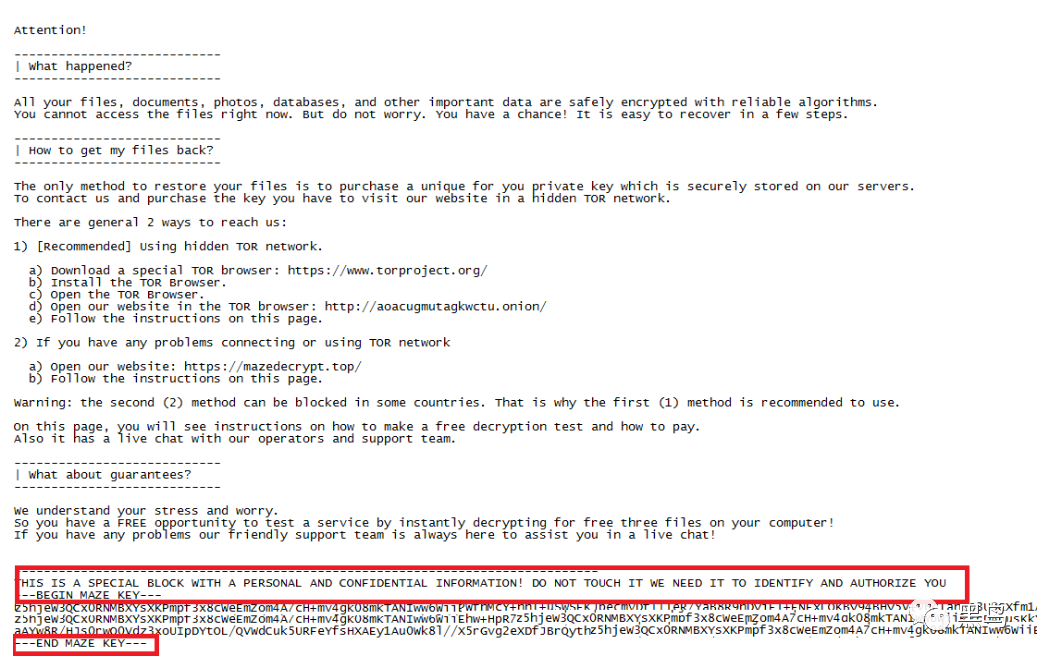 Attention!
----------------------------
| What happened?
----------------------------
All your files, documents, photos, databases, and other important data are safely encrypted with reliable algorithms.
You cannot access the files right now. But do not worry. You have a chance! It is easy to recover in a few steps.
----------------------------
| How to get my files back?
----------------------------
The only method to restore your files is to purchase a unique for you private key which is securely stored on our servers.
To contact us and purchase the key you have to visit our website in a hidden TOR network.
There are general 2 ways to reach us:
1) [Recommended] Using hidden TOR network.
a) Download a special TOR browser: https://www.torproject.org/
b) Install the TOR Browser.
c) Open the TOR Browser.
d) Open our website in the TOR browser: http://aoacugmutagkwctu.onion/
e) Follow the instructions on this page.
2) If you have any problems connecting or using TOR network
a) Open our website: https://mazedecrypt.top/
b) Follow the instructions on this page.
Warning: the second (2) method can be blocked in some countries. That is why the first (1) method is recommended to use.
On this page, you will see instructions on how to make a free decryption test and how to pay.
Also it has a live chat with our operators and support team.
----------------------------
| What about guarantees?
----------------------------
We understand your stress and worry.
So you have a FREE opportunity to test a service by instantly decrypting for free three files on your computer!
If you have any problems our friendly support team is always here to assist you in a live chat!
-------------------------------------------------------------------------------
THIS IS A SPECIAL BLOCK WITH A PERSONAL AND CONFIDENTIAL INFORMATION! DO NOT TOUCH IT WE NEED IT TO IDENTIFY AND AUTHORIZE YOU
---BEGIN MAZE KEY---
---END MAZE KEY---